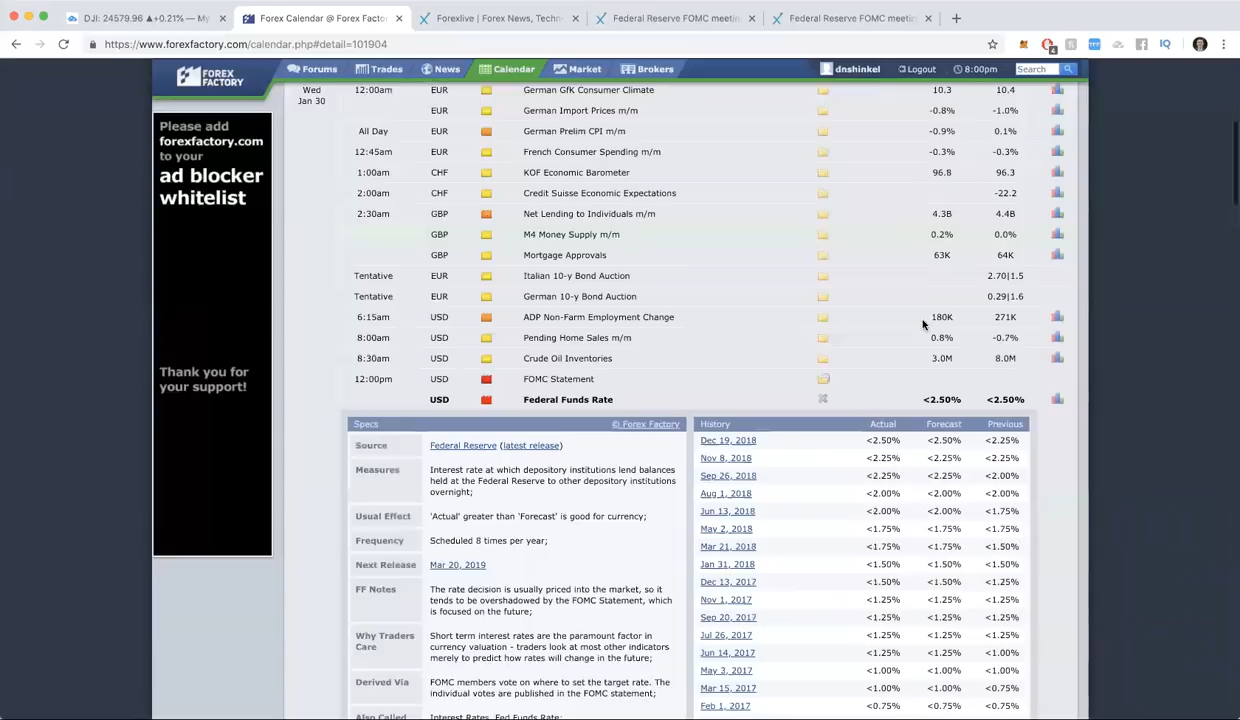 DJI: 24579.96 ▲+0.21% — My
Forex Calendar @ Forex Facto
Forexlive | Forex News, Techn
Federal Reserve FOMC meetin
Federal Reserve FOMC meetin
https://www.forexfactory.com/calendar.php#detail=101904
4
IQ
FOREX FACTORY
Forums Trades News Calendar Market Brokers dnshinkel Logout 8:00pm Search
Please add
forexfactory.com
to your
ad blocker
whitelist
Thank you for
your support!
Wed 12:00am EUR German GfK Consumer Climate 10.3 10.4
Jan 30
EUR German Import Prices m/m -0.8% -1.0%
All Day EUR German Prelim CPI m/m -0.9% 0.1%
12:45am EUR French Consumer Spending m/m -0.3% -0.3%
1:00am CHF KOF Economic Barometer 96.8 96.3
2:00am CHF Credit Suisse Economic Expectations -22.2
2:30am GBP Net Lending to Individuals m/m 4.3B 4.4B
GBP M4 Money Supply m/m 0.2% 0.0%
GBP Mortgage Approvals 63K 64K
Tentative EUR Italian 10-y Bond Auction 2.70|1.5
Tentative EUR German 10-y Bond Auction 0.29|1.6
6:15am USD ADP Non-Farm Employment Change 180K 271K
8:00am USD Pending Home Sales m/m 0.8% -0.7%
8:30am USD Crude Oil Inventories 3.0M 8.0M
12:00pm USD FOMC Statement
USD Federal Funds Rate <2.50% <2.50%
Specs © Forex Factory
Source Federal Reserve (latest release)
Measures Interest rate at which depository institutions lend balances
held at the Federal Reserve to other depository institutions
overnight;
Usual Effect 'Actual' greater than 'Forecast' is good for currency;
Frequency Scheduled 8 times per year;
Next Release Mar 20, 2019
FF Notes The rate decision is usually priced into the market, so it
tends to be overshadowed by the FOMC Statement, which
is focused on the future;
Why Traders Care Short term interest rates are the paramount factor in
currency valuation - traders look at most other indicators
merely to predict how rates will change in the future;
Derived Via FOMC members vote on where to set the target rate. The
individual votes are published in the FOMC statement;
Also Called Interest Rates, Fed Funds Rate;
History Actual Forecast Previous
Dec 19, 2018 <2.50% <2.50% <2.25%
Nov 8, 2018 <2.25% <2.25% <2.25%
Sep 26, 2018 <2.25% <2.25% <2.00%
Aug 1, 2018 <2.00% <2.00% <2.00%
Jun 13, 2018 <2.00% <2.00% <1.75%
May 2, 2018 <1.75% <1.75% <1.75%
Mar 21, 2018 <1.75% <1.75% <1.50%
Jan 31, 2018 <1.50% <1.50% <1.50%
Dec 13, 2017 <1.50% <1.50% <1.25%
Nov 1, 2017 <1.25% <1.25% <1.25%
Sep 20, 2017 <1.25% <1.25% <1.25%
Jul 26, 2017 <1.25% <1.25% <1.25%
Jun 14, 2017 <1.25% <1.25% <1.00%
May 3, 2017 <1.00% <1.00% <1.00%
Mar 15, 2017 <1.00% <1.00% <0.75%
Feb 1, 2017 <0.75% <0.75% <0.75%